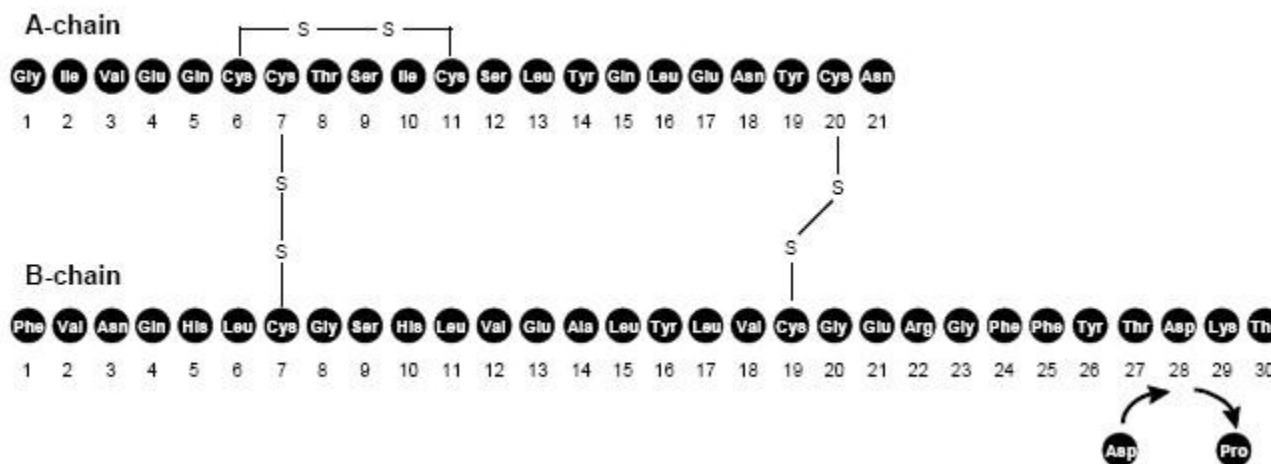 A-chain
S S
Gly Ile Val Glu Gln Cys Cys Thr Ser Ile Cys Ser Leu Tyr Gln Leu Glu Asn Tyr Cys Asn
1 2 3 4 5 6 7 8 9 10 11 12 13 14 15 16 17 18 19 20 21
S S
S S
B-chain
Phe Val Asn Gln His Leu Cys Gly Ser His Leu Val Glu Ala Leu Tyr Leu Val Cys Gly Glu Arg Gly Phe Phe Tyr Thr Asp Lys Th
1 2 3 4 5 6 7 8 9 10 11 12 13 14 15 16 17 18 19 20 21 22 23 24 25 26 27 28 29 30
Asp Pro